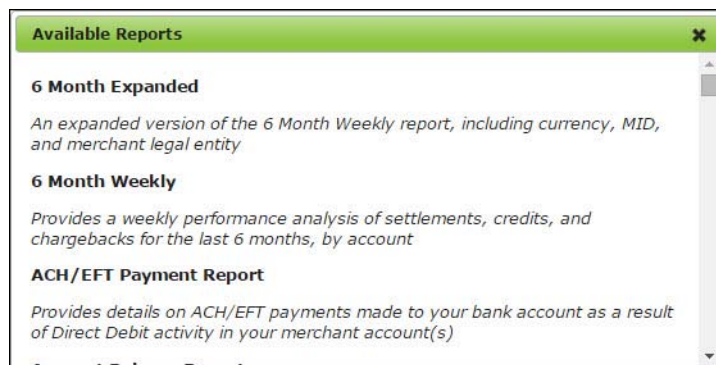 Available Reports
6 Month Expanded
An expanded version of the 6 Month Weekly report, including currency, MID,
and merchant legal entity
6 Month Weekly
Provides a weekly performance analysis of settlements, credits, and
chargebacks for the last 6 months, by account
ACH/EFT Payment Report
Provides details on ACH/EFT payments made to your bank account as a result
of Direct Debit activity in your merchant account(s)